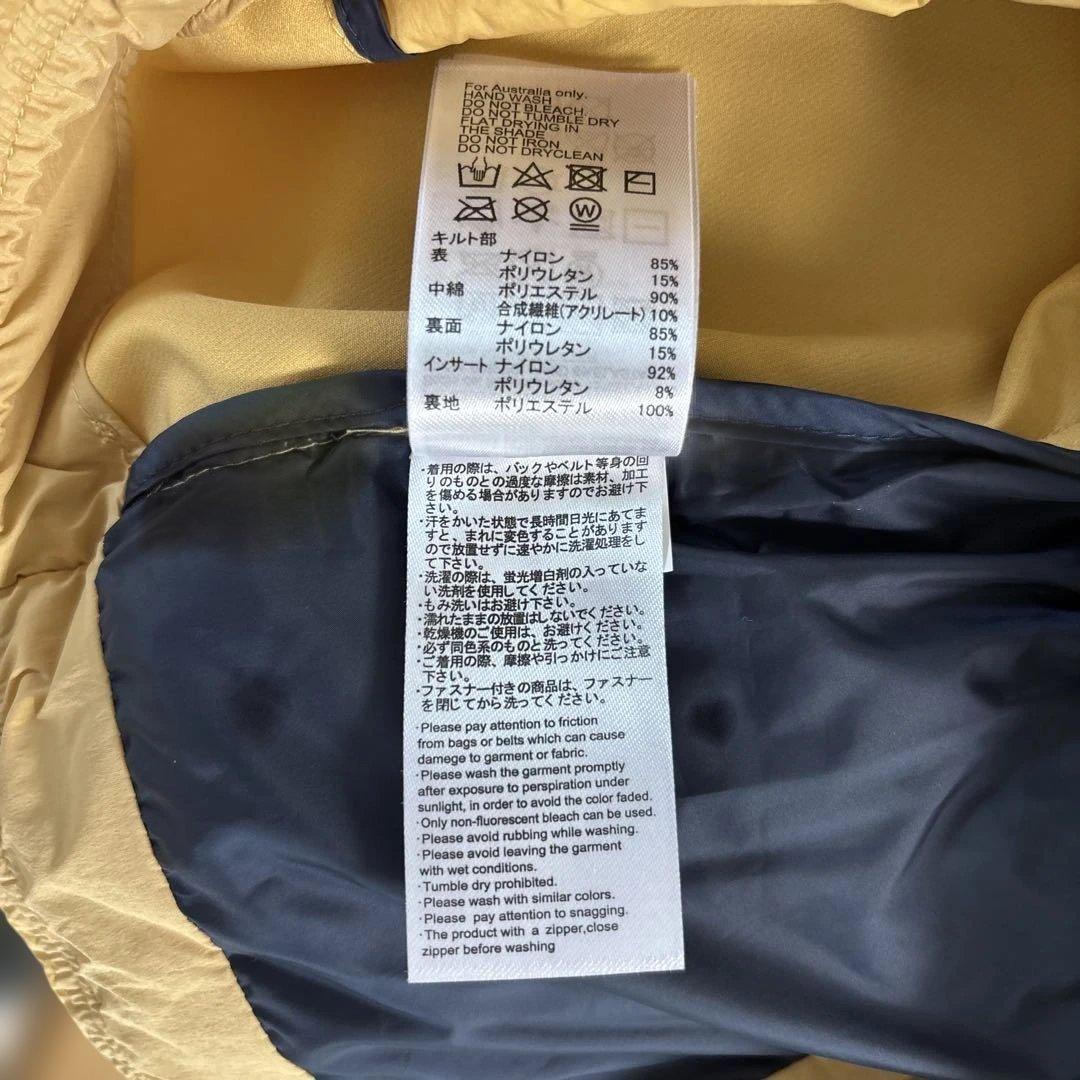 For Australia only.
HAND WASH
DO NOT BLEACH.
DO NOT TUMBLE DRY
FLAT DRYING IN
THE SHADE
DO NOT IRON
DO NOT DRYCLEAN
W
キルト部
表 ナイロン 85%
ポリウレタン 15%
中綿 ポリエステル 90%
合成繊維(アクリレート) 10%
裏面 ナイロン 85%
ポリウレタン 15%
インサート ナイロン 92%
ポリウレタン 8%
裏地 ポリエステル 100%
・着用の際は、バックやベルト等身の回
りのものとの過度な摩擦は素材、加工
を傷める場合がありますのでお避け下
さい。
・汗をかいた状態で長時間日光にあてま
すと、まれに変色することがあります
ので放置せずに速やかに洗濯処理をし
て下さい。
・洗濯の際は、蛍光増白剤の入っていな
い洗剤を使用してください。
・もみ洗いはお避け下さい。
・濡れたままの放置はしないでください。
・乾燥機のご使用は、お避けください。
・必ず同色系のものと洗ってください。
・ご着用の際、摩擦や引っかけにご注意
下さい。
・ファスナー付きの商品は、ファスナー
を閉じてから洗ってください。
·Please pay attention to friction
from bags or belts which can cause
damage to garment or fabric.
·Please wash the garment promptly
after exposure to perspiration under
sunlight, in order to avoid the color faded.
·Only non-fluorescent bleach can be used.
·Please avoid rubbing while washing.
·Please avoid leaving the garment
with wet conditions.
·Tumble dry prohibited.
·Please wash with similar colors.
·Please pay attention to snagging.
·The product with a zipper,close
zipper before washing